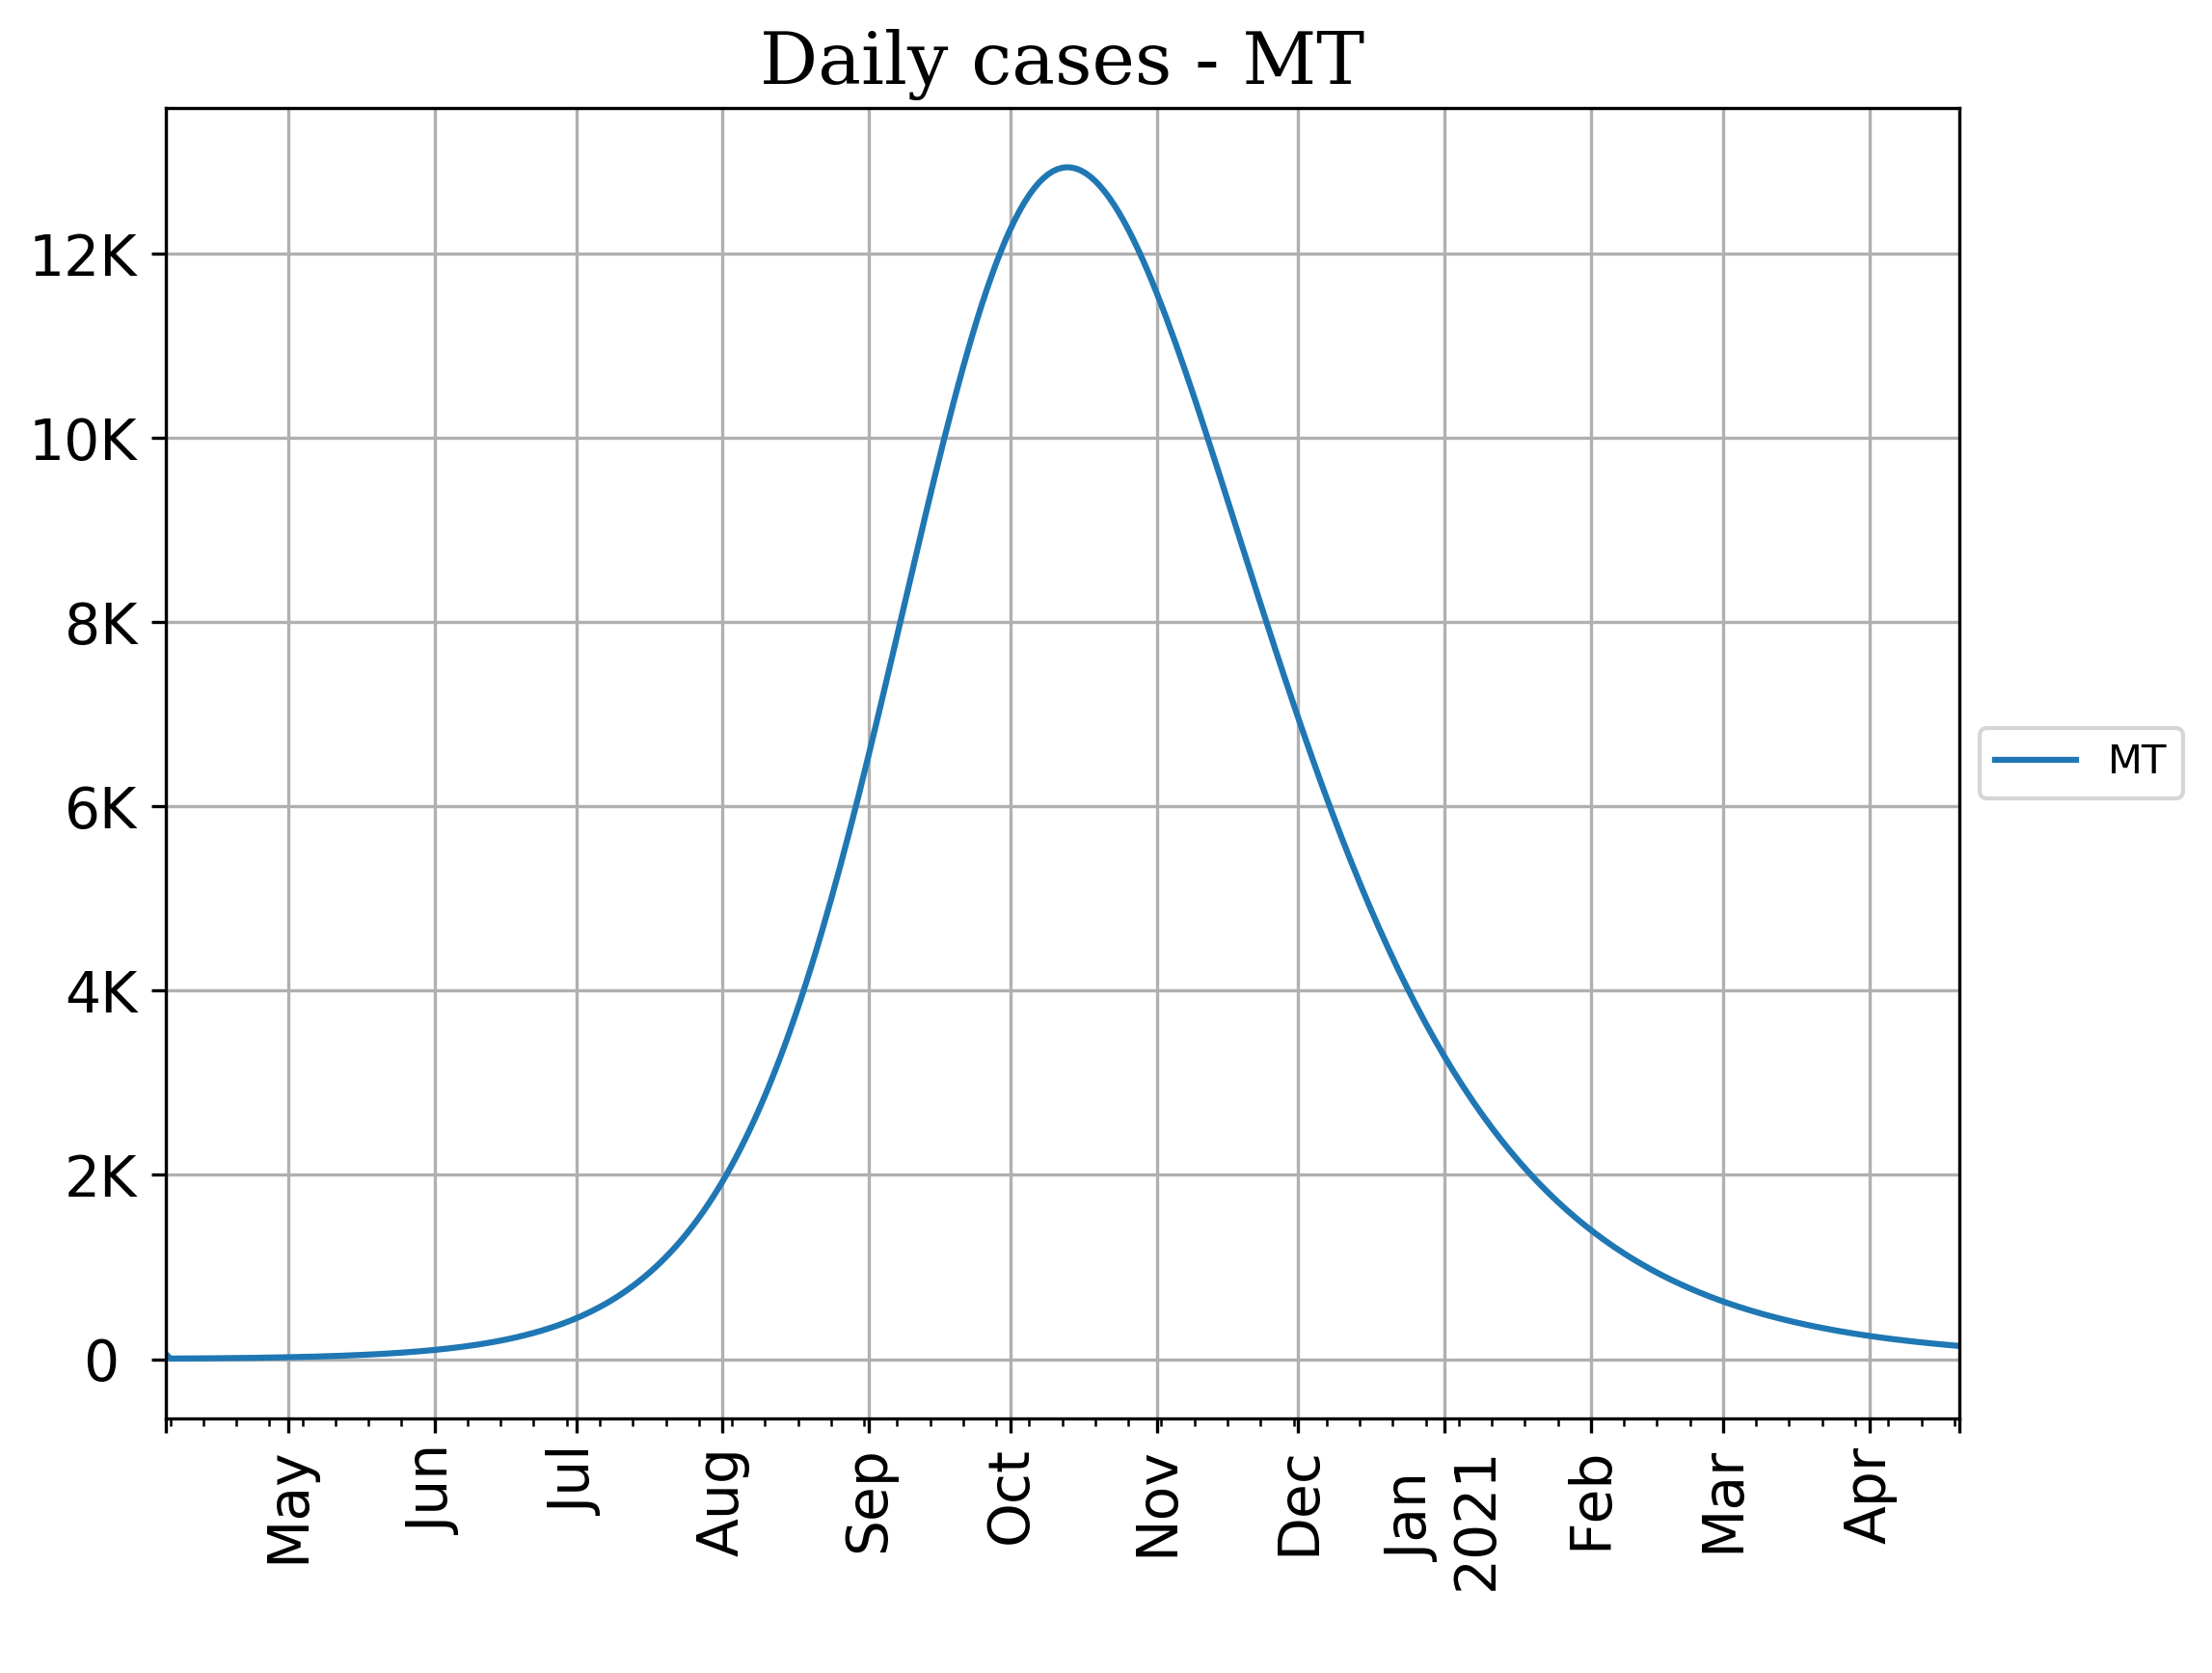 Daily cases - MT
12K
10K
8K
6K
4K
2K
0
MT
May
Jun
Jul
Aug
Sep
Oct
Nov
Dec
Jan
2021
Feb
Mar
Apr